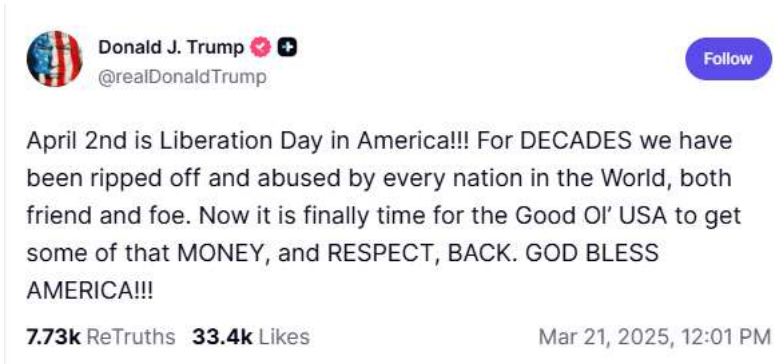 Donald J. Trump
@realDonaldTrump
Follow
April 2nd is Liberation Day in America!!! For DECADES we have
been ripped off and abused by every nation in the World, both
friend and foe. Now it is finally time for the Good Ol’ USA to get
some of that MONEY, and RESPECT, BACK. GOD BLESS
AMERICA!!!
7.73k ReTruths 33.4k Likes Mar 21, 2025, 12:01 PM